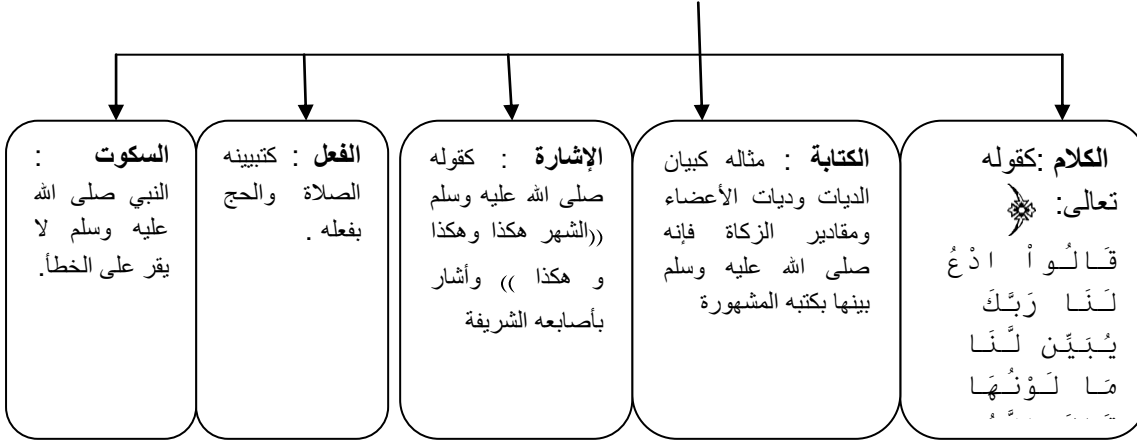 الكلام :كقوله
تعالى: ﴿
قَالُواْ ادْعُ
لَنَا رَبَّكَ
يُبَيِّن لَّنَا
مَا لَوْنُهَا
الكتابة : مثاله كبيان
الديات وديات الأعضاء
ومقادير الزكاة فإنه
صلى الله عليه وسلم
بينها بكتبه المشهورة
الإشارة : كقوله
صلى الله عليه وسلم
((الشهر هكذا وهكذا
و هكذا )) وأشار
بأصابعه الشريفة
الفعل : كتبيينه
الصلاة والحج
بفعله .
السكوت :
النبي صلى الله
عليه وسلم لا
يقر على الخطأ.